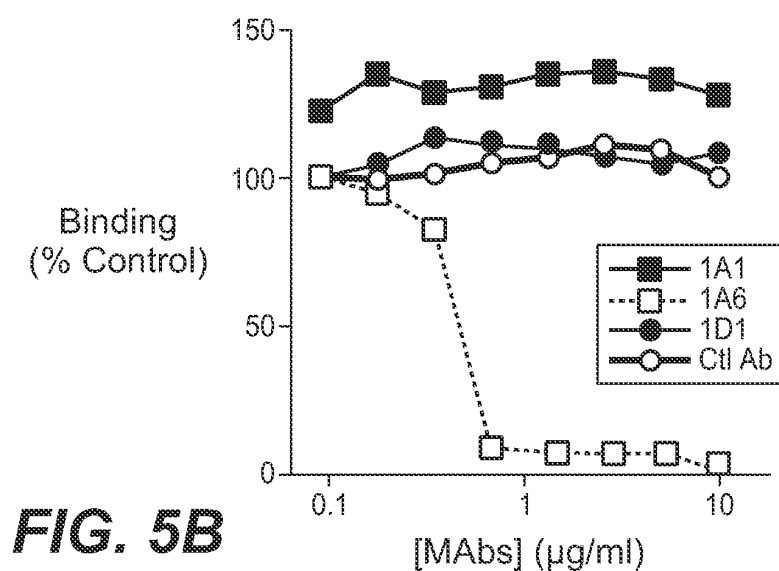 150
100
50
0
Binding
(% Control)
1A1
1A6
1D1
Ctl Ab
0.1
1
10
[MAbs] (µg/ml)
FIG. 5B